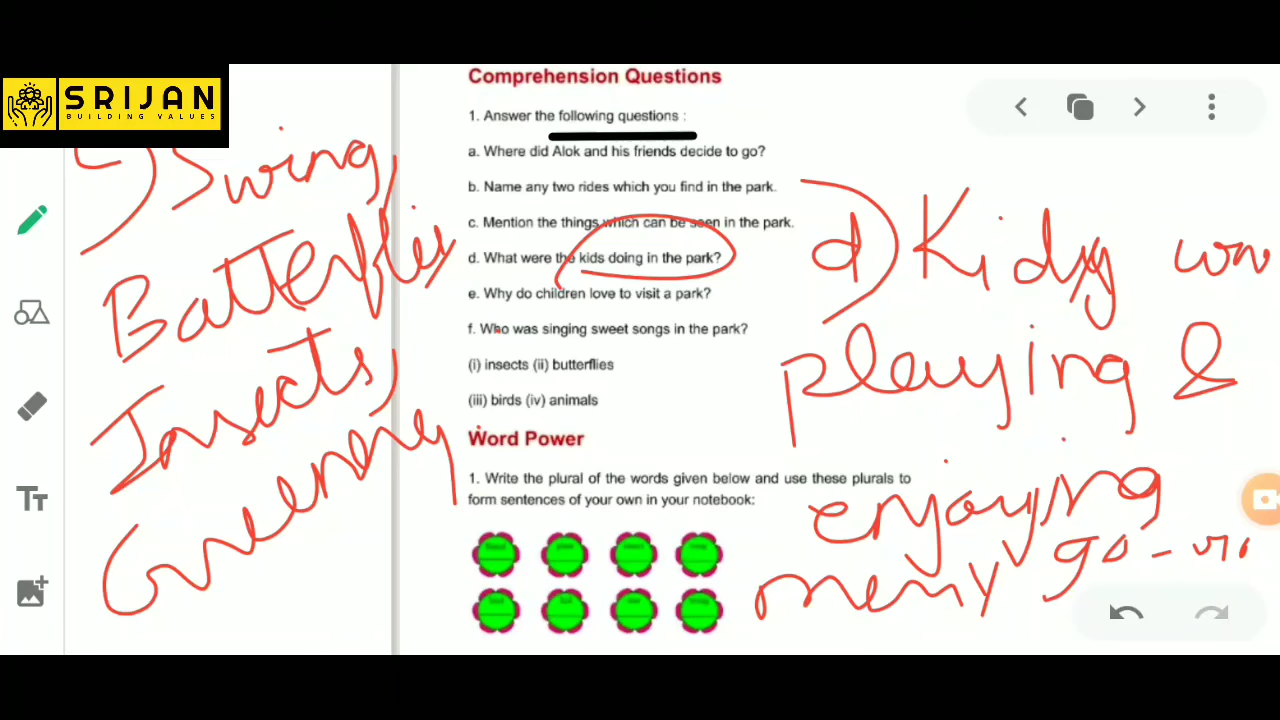 SRIJAN
BUILDING VALUES
Swing,
Batterflies
Insects,
Greenery
Comprehension Questions
1. Answer the following questions :
a. Where did Alok and his friends decide to go?
b. Name any two rides which you find in the park.
c. Mention the things which can be seen in the park.
d. What were the kids doing in the park?
e. Why do children love to visit a park?
f. Who was singing sweet songs in the park?
(i) insects (ii) butterflies
(iii) birds (iv) animals
Word Power
1. Write the plural of the words given below and use these plurals to
form sentences of your own in your notebook:
d) Kids
playing &
enjoying
merry go-
Tт